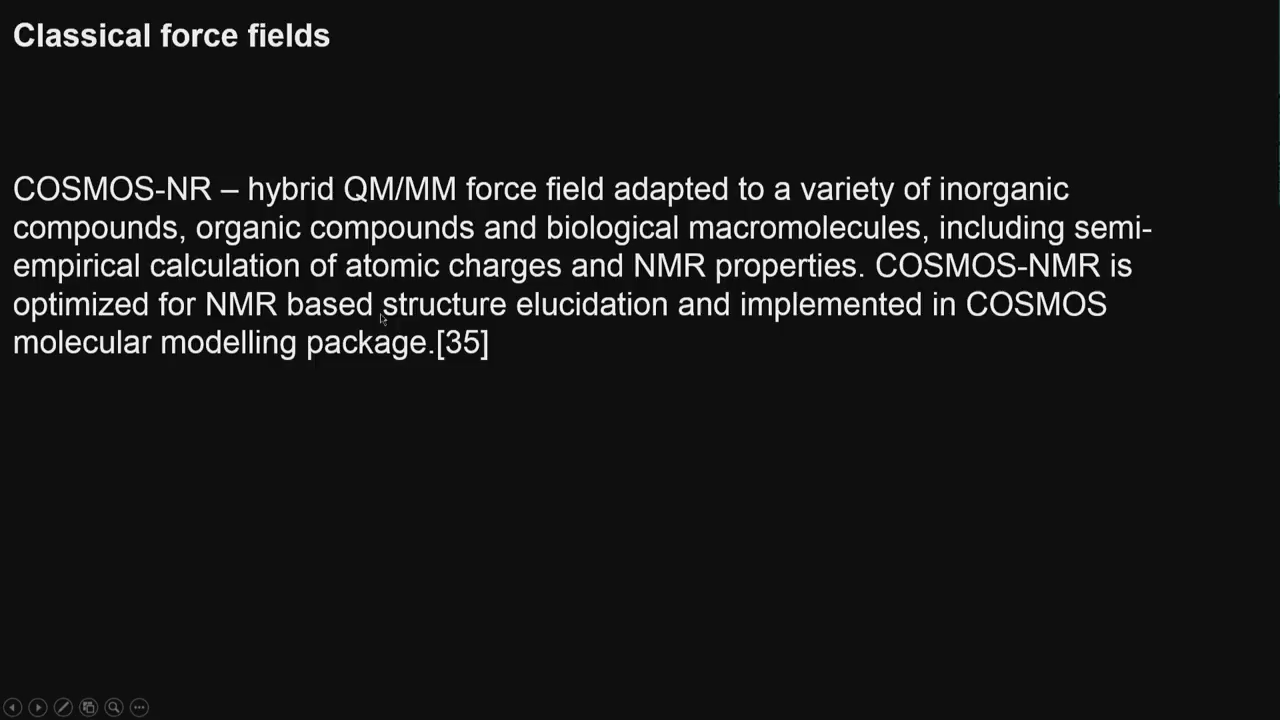 Classical force fields
COSMOS-NR – hybrid QM/MM force field adapted to a variety of inorganic
compounds, organic compounds and biological macromolecules, including semi-
empirical calculation of atomic charges and NMR properties. COSMOS-NMR is
optimized for NMR based structure elucidation and implemented in COSMOS
molecular modelling package.[35]